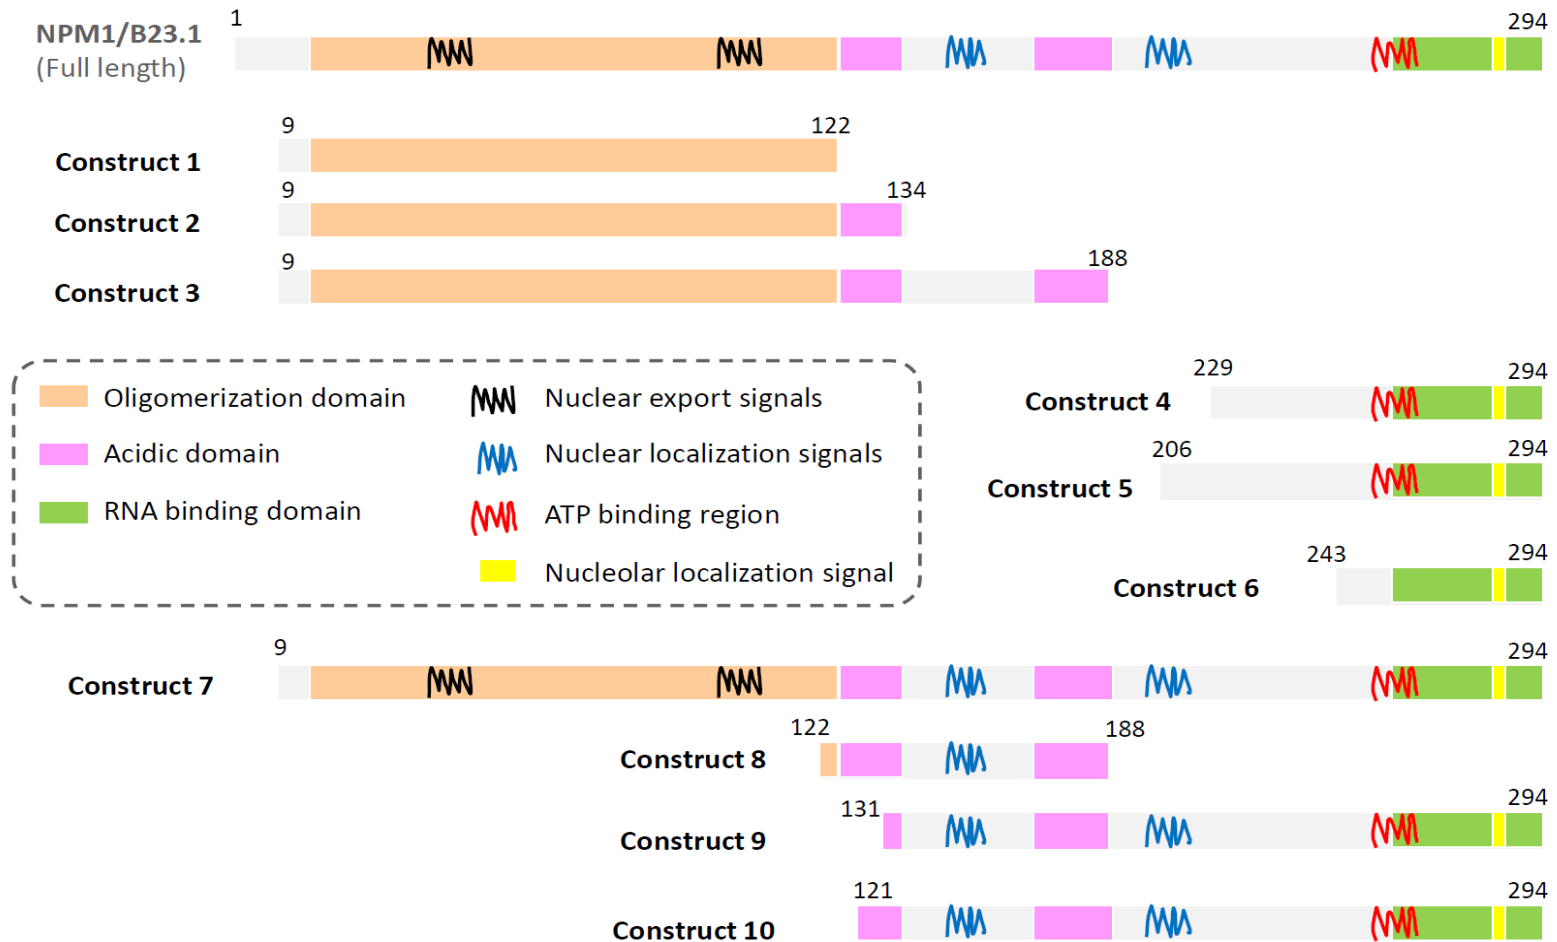 1
294
NPM1/B23.1
(Full length)
9
122
Construct 1
9
134
Construct 2
9
188
Construct 3
Oligomerization domain
Nuclear export signals
Acidic domain
Nuclear localization signals
RNA binding domain
ATP binding region
Nucleolar localization signal
229
294
Construct 4
206
294
Construct 5
243
294
Construct 6
9
294
Construct 7
122
188
Construct 8
131
294
Construct 9
121
294
Construct 10